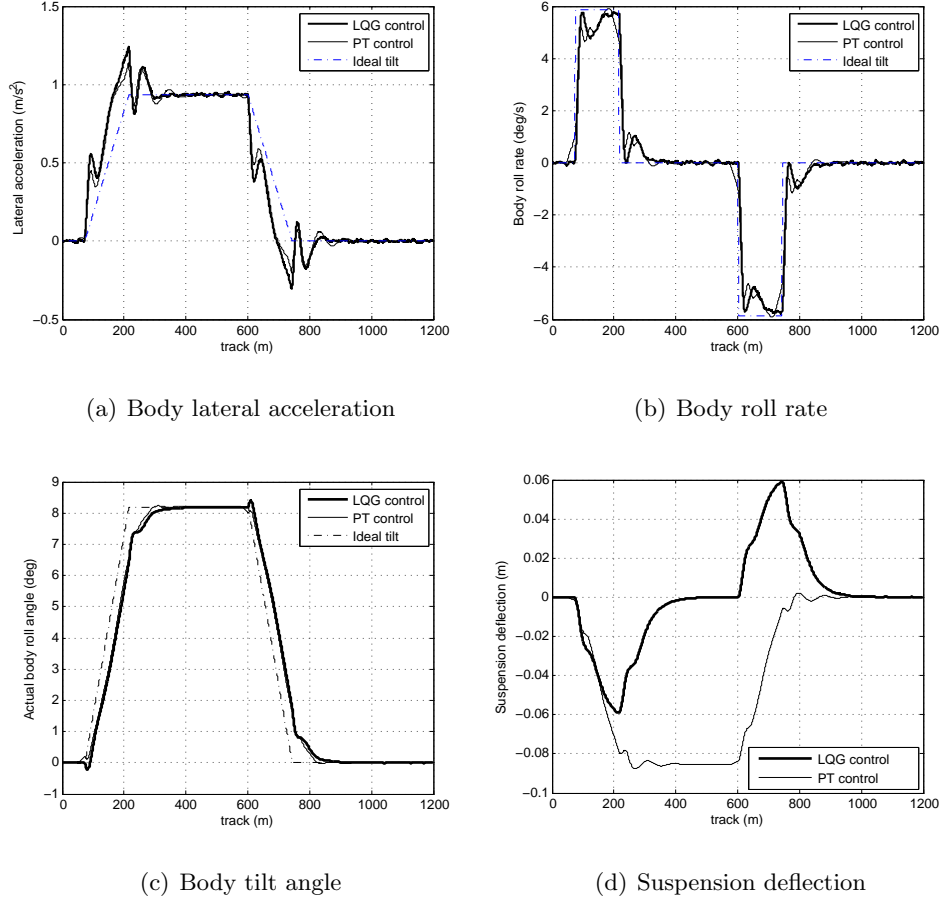 1.5
1
0.5
0
−0.5
0 200 400 600 800 1000 1200
Lateral acceleration (m/s²)
track (m)
LQG control
PT control
Ideal tilt
(a) Body lateral acceleration
6
4
2
0
−2
−4
−6
0 200 400 600 800 1000 1200
Body roll rate (deg/s)
track (m)
LQG control
PT control
Ideal tilt
(b) Body roll rate
9
8
7
6
5
4
3
2
1
0
−1
0 200 400 600 800 1000 1200
Actual body roll angle (deg)
track (m)
LQG control
PT control
Ideal tilt
(c) Body tilt angle
0.06
0.04
0.02
0
−0.02
−0.04
−0.06
−0.08
−0.1
0 200 400 600 800 1000 1200
Suspension deflection (m)
track (m)
LQG control
PT control
(d) Suspension deflection